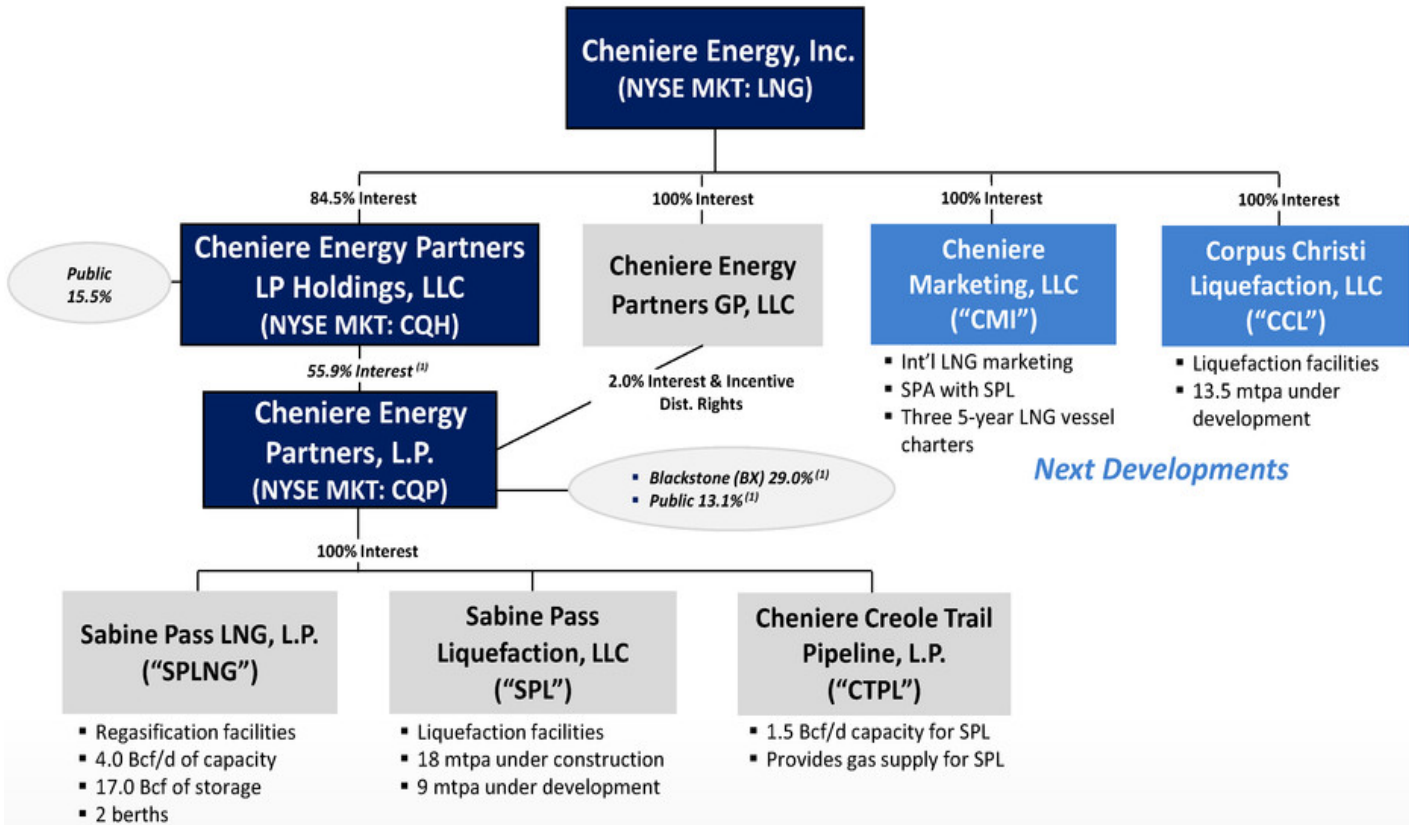 Cheniere Energy, Inc.
(NYSE MKT: LNG)
84.5% Interest
100% Interest
100% Interest
100% Interest
Public
15.5%
Cheniere Energy Partners
LP Holdings, LLC
(NYSE MKT: CQH)
Cheniere Energy
Partners GP, LLC
Cheniere
Marketing, LLC
(“CMI”)
▪ Int’l LNG marketing
▪ SPA with SPL
▪ Three 5-year LNG vessel
charters
Corpus Christi
Liquefaction, LLC
(“CCL”)
▪ Liquefaction facilities
▪ 13.5 mtpa under
development
Next Developments
55.9% Interest (1)
2.0% Interest & Incentive
Dist. Rights
Cheniere Energy
Partners, L.P.
(NYSE MKT: CQP)
▪ Blackstone (BX) 29.0% (1)
▪ Public 13.1% (1)
100% Interest
Sabine Pass LNG, L.P.
(“SPLNG”)
▪ Regasification facilities
▪ 4.0 Bcf/d of capacity
▪ 17.0 Bcf of storage
▪ 2 berths
Sabine Pass
Liquefaction, LLC
(“SPL”)
▪ Liquefaction facilities
▪ 18 mtpa under construction
▪ 9 mtpa under development
Cheniere Creole Trail
Pipeline, L.P.
(“CTPL”)
▪ 1.5 Bcf/d capacity for SPL
▪ Provides gas supply for SPL